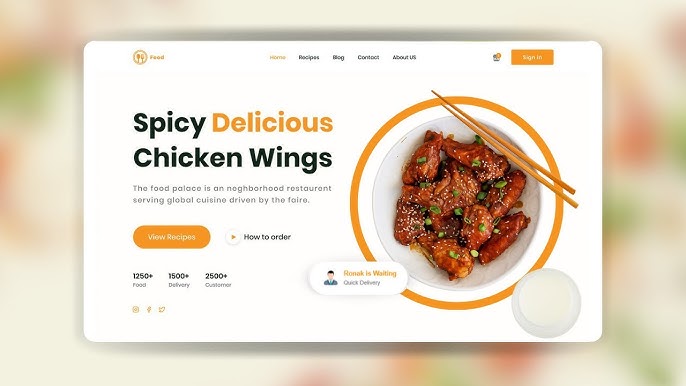 Food
Home Recipes Blog Contact About US
Sign In
Spicy Delicious
Chicken Wings
The food palace is an noghborhood restaurent
serving global cuisine driven by the faire.
View Recipes
How to order
1250+ 1500+ 2500+
Food Delivery Customer
Ronak is Waiting
Quick Delivery